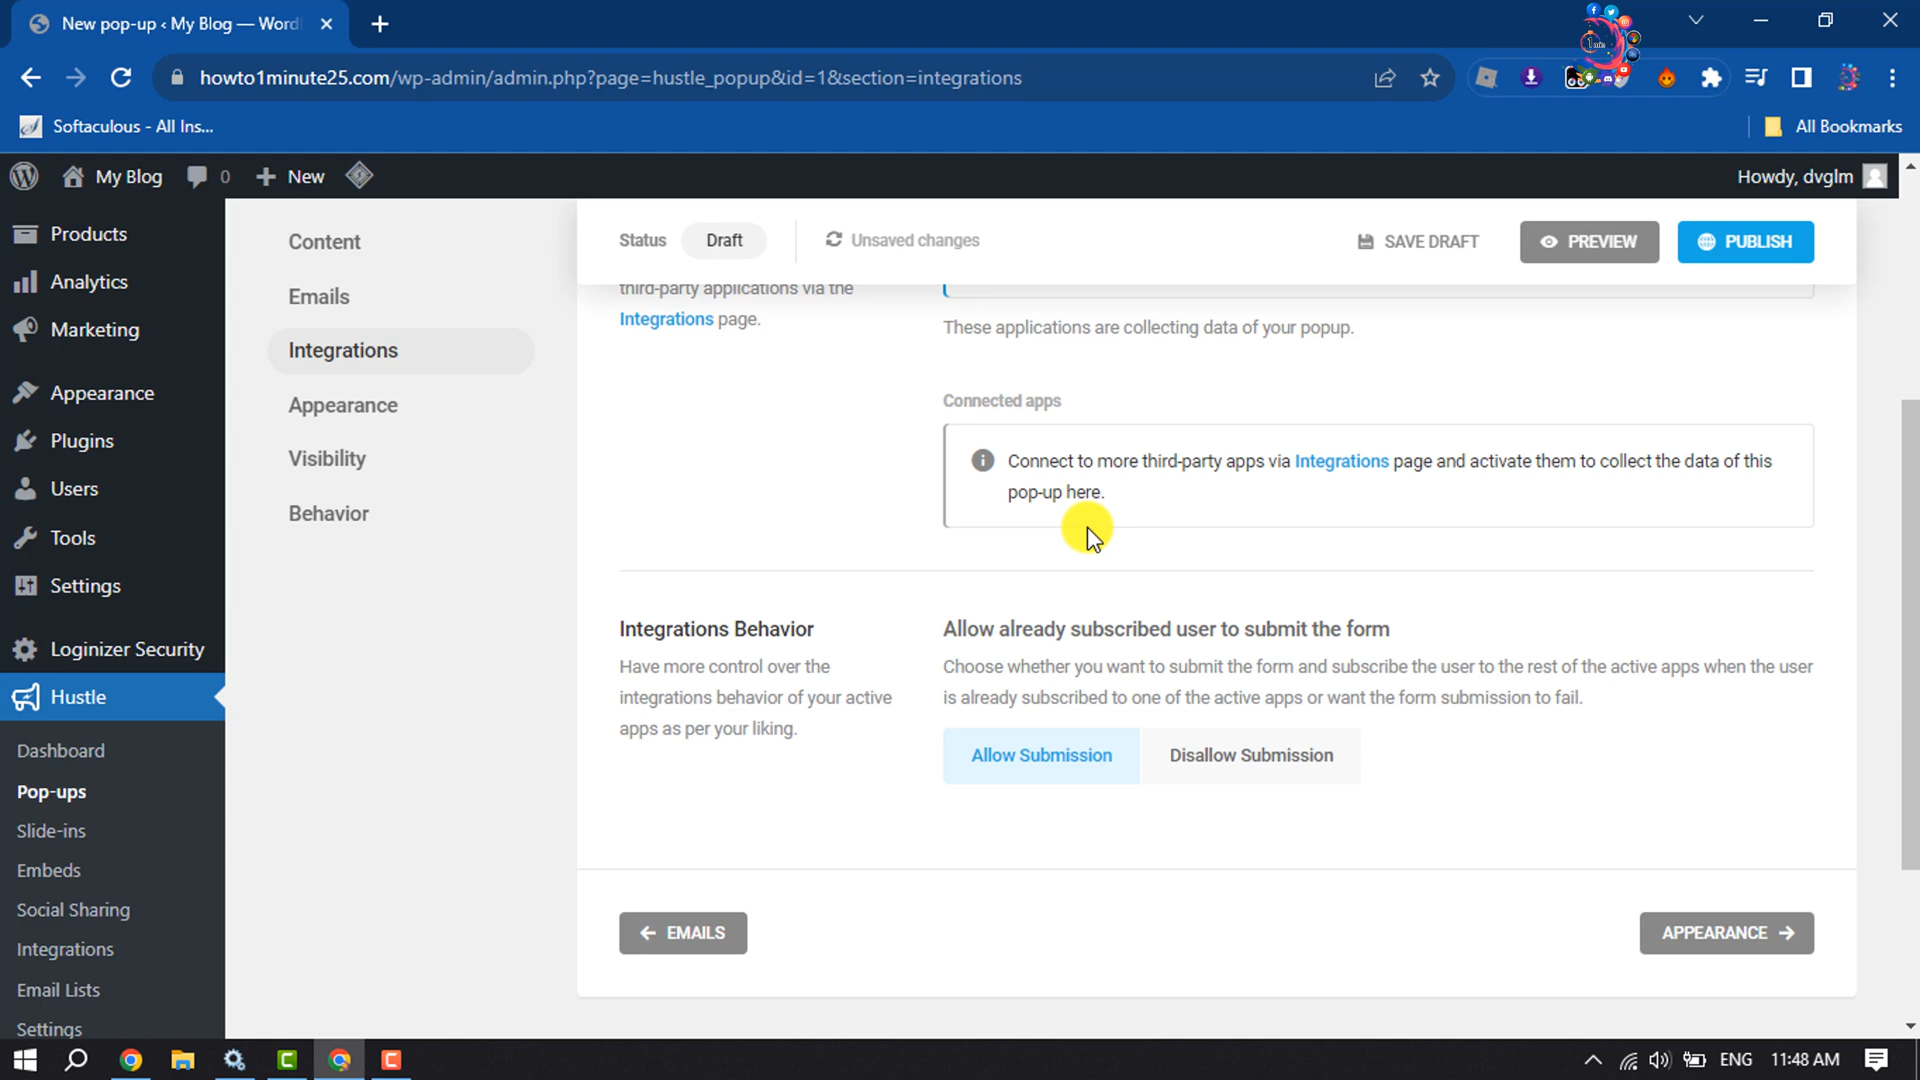 New pop-up ‹ My Blog — Word
howto1minute25.com/wp-admin/admin.php?page=hustle_popup&id=1&section=integrations
Softaculous - All Ins...
All Bookmarks
My Blog
0
New
Howdy, dvglm
Products
Analytics
Marketing
Appearance
Plugins
Users
Tools
Settings
Loginizer Security
Hustle
Dashboard
Pop-ups
Slide-ins
Embeds
Social Sharing
Integrations
Email Lists
Settings
Content
Emails
Integrations
Appearance
Visibility
Behavior
Status
Draft
Unsaved changes
SAVE DRAFT
PREVIEW
PUBLISH
third-party applications via the
Integrations page.
These applications are collecting data of your popup.
Connected apps
Connect to more third-party apps via Integrations page and activate them to collect the data of this
pop-up here.
Integrations Behavior
Have more control over the
integrations behavior of your active
apps as per your liking.
Allow already subscribed user to submit the form
Choose whether you want to submit the form and subscribe the user to the rest of the active apps when the user
is already subscribed to one of the active apps or want the form submission to fail.
Allow Submission
Disallow Submission
← EMAILS
APPEARANCE →
ENG
11:48 AM